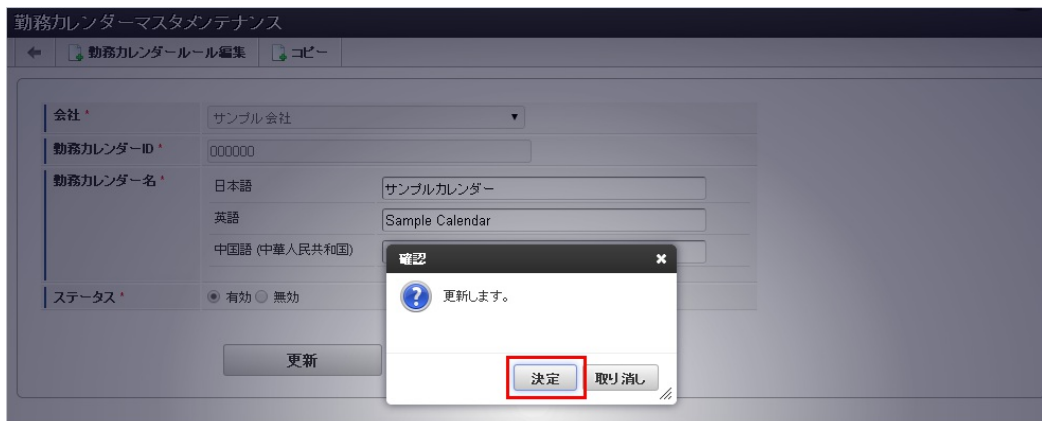 勤務カレンダーマスタメンテナンス
勤務カレンダールール編集 コピー
会社 * サンプル会社
勤務カレンダーID * 000000
勤務カレンダー名 * 日本語 サンプルカレンダー
英語 Sample Calendar
中国語 (中華人民共和国)
確認
更新します。
ステータス * 有効 無効
更新
決定 取り消し